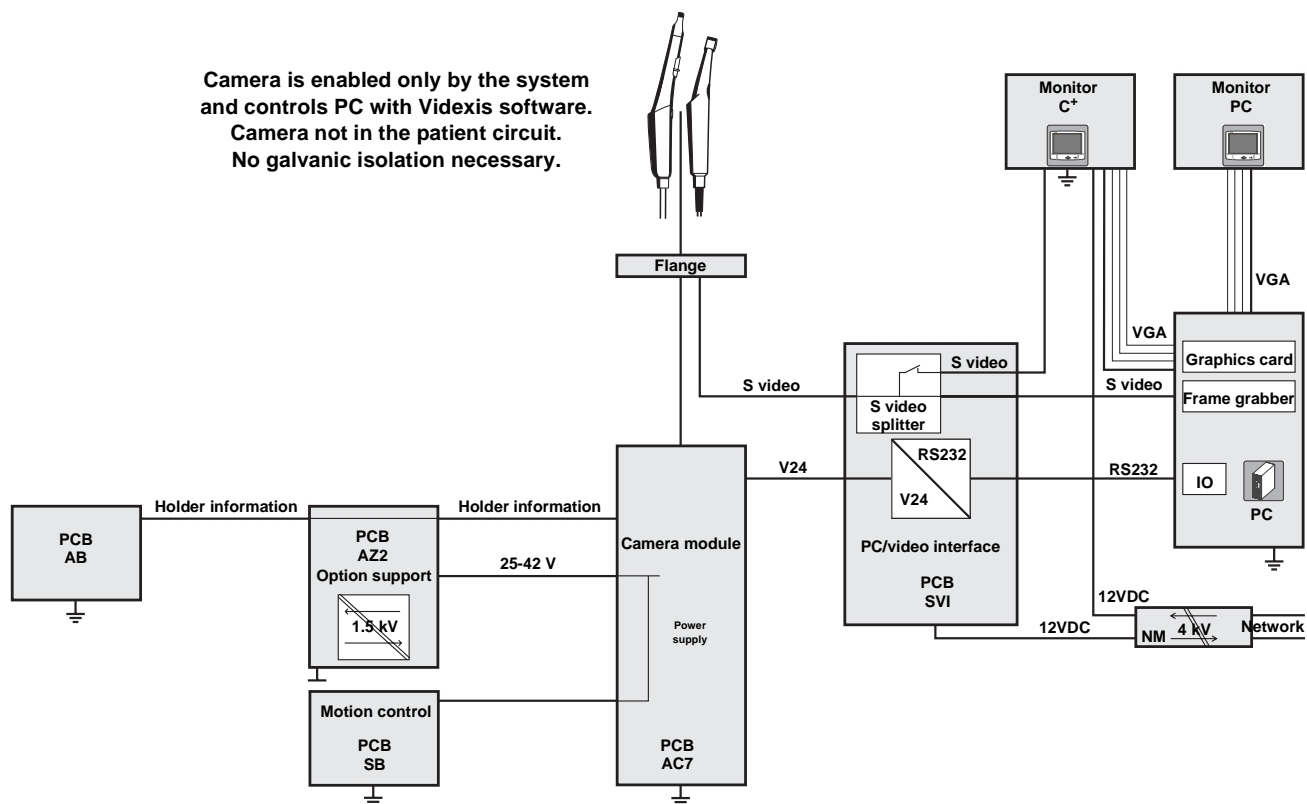 Camera is enabled only by the system
and controls PC with Videxis software.
Camera not in the patient circuit.
No galvanic isolation necessary.
Monitor
C+
Monitor
PC
Flange
VGA
VGA
Graphics card
S video
S video
S video
Frame grabber
S video
splitter
RS232
V24
V24
RS232
IO
PC
Holder information
Holder information
PCB
AB
PCB
AZ2
Option support
1.5 kV
25-42 V
Camera module
Power
supply
PC/video interface
PCB
SVI
12VDC
12VDC
NM
4 kV
Network
Motion control
PCB
SB
PCB
AC7